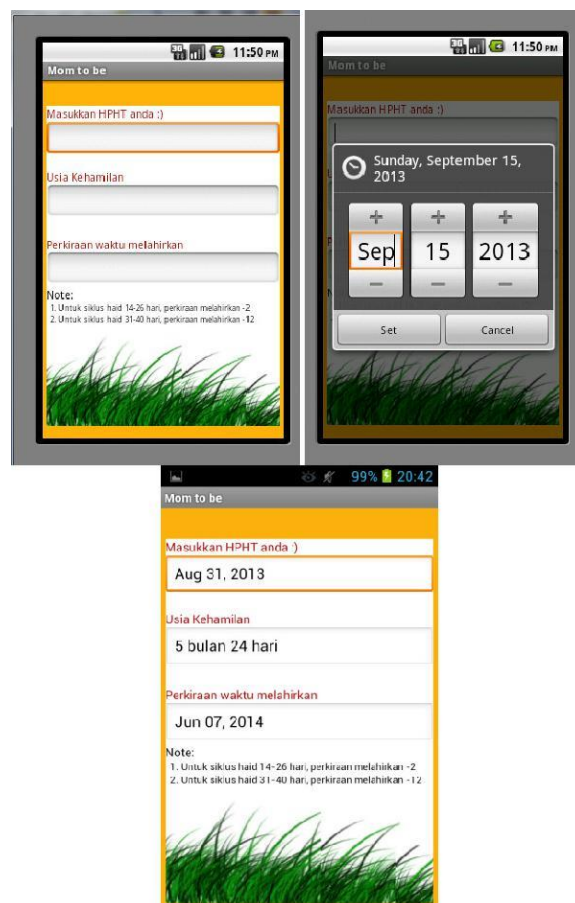 3G 11:50 PM
Mom to be
Masukkan HPHT anda :)
Usia Kehamilan
Perkiraan waktu melahirkan
Note:
1. Untuk siklus haid 14-26 hari, perkiraan melahirkan -2
2. Untuk siklus haid 31-40 hari, perkiraan melahirkan -12
3G 11:50 PM
Mom to be
Masukkan HPHT anda :)
Sunday, September 15,
2013
+ + +
Sep 15 2013
- - -
Set Cancel
99% 20:42
Mom to be
Masukkan HPHT anda :)
Aug 31, 2013
Usia Kehamilan
5 bulan 24 hari
Perkiraan waktu melahirkan
Jun 07, 2014
Note:
1. Untuk siklus haid 14-26 hari, perkiraan melahirkan -2
2. Untuk siklus haid 31-40 hari, perkiraan melahirkan -12